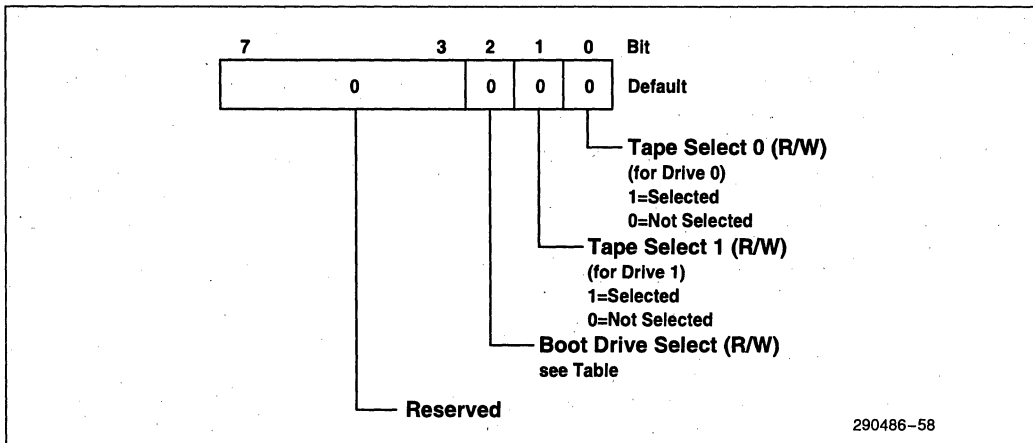 7 3 2 1 0 Bit
0 0 0 0 Default
Tape Select 0 (R/W)
(for Drive 0)
1=Selected
0=Not Selected
Tape Select 1 (R/W)
(for Drive 1)
1=Selected
0=Not Selected
Boot Drive Select (R/W)
see Table
Reserved
290486-58